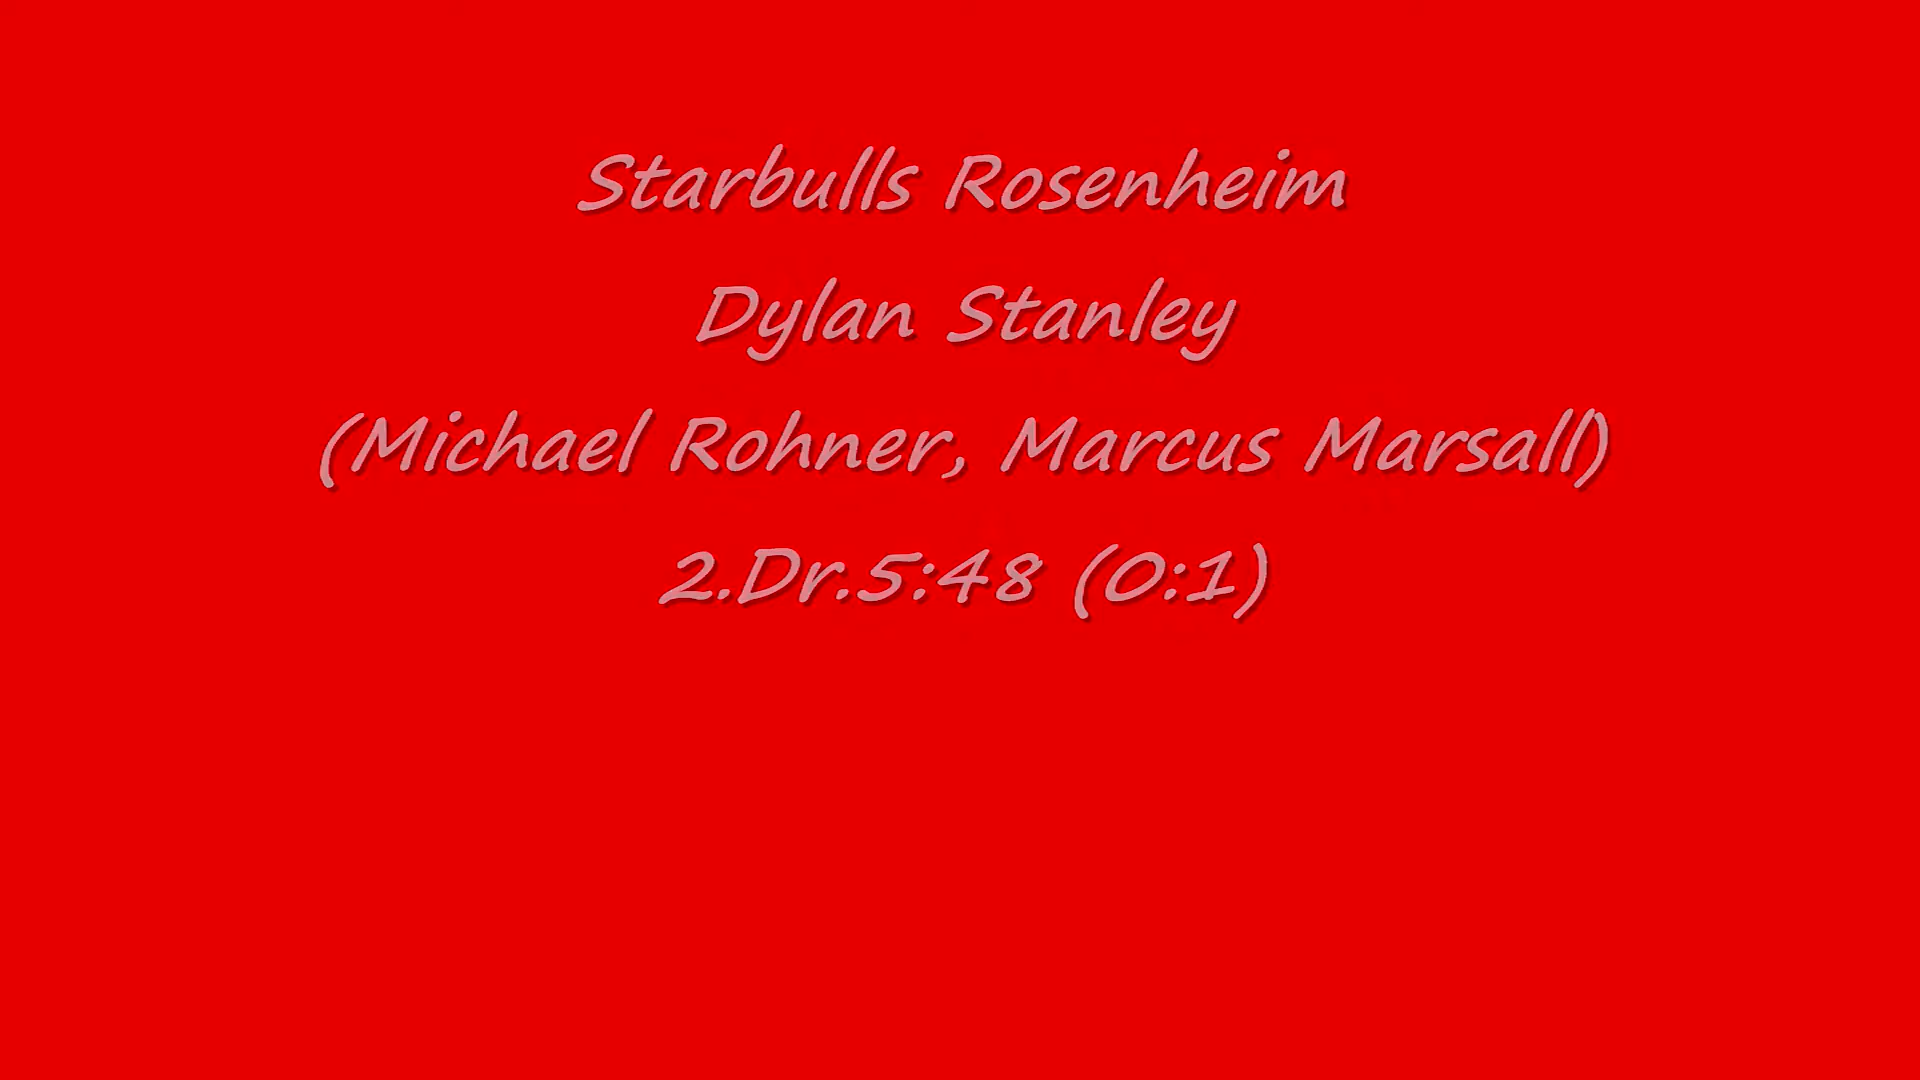 Starbulls Rosenheim
Dylan Stanley
(Michael Rohner, Marcus Marsall)
2.Dr.5:48 (0:1)